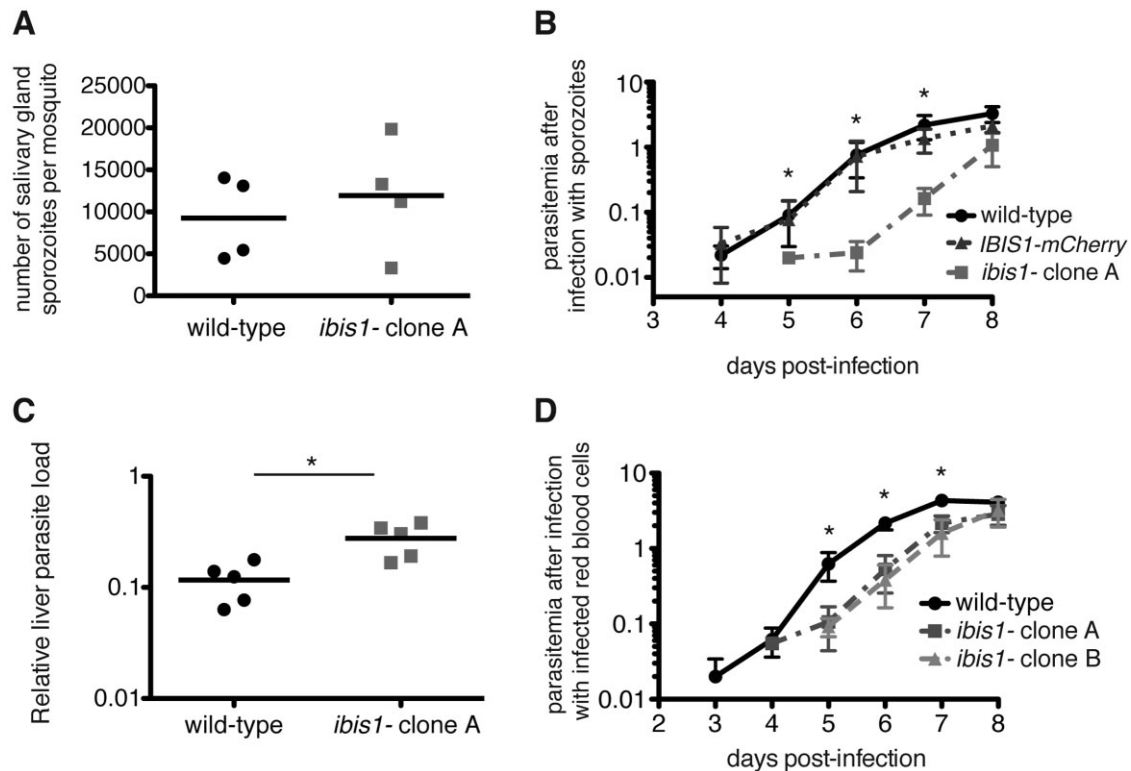 A
number of salivary gland
sporozoites per mosquito
25000
20000
15000
10000
5000
0
wild-type
ibis1- clone A
B
parasitemia after
infection with sporozoites
10
1
0.1
0.01
*
*
*
wild-type
IBIS1-mCherry
ibis1- clone A
3 4 5 6 7 8
days post-infection
C
Relative liver parasite load
1
0.1
0.01
*
wild-type
ibis1- clone A
D
parasitemia after infection
with infected red blood cells
10
1
0.1
0.01
*
*
*
wild-type
ibis1- clone A
ibis1- clone B
2 3 4 5 6 7 8
days post-infection